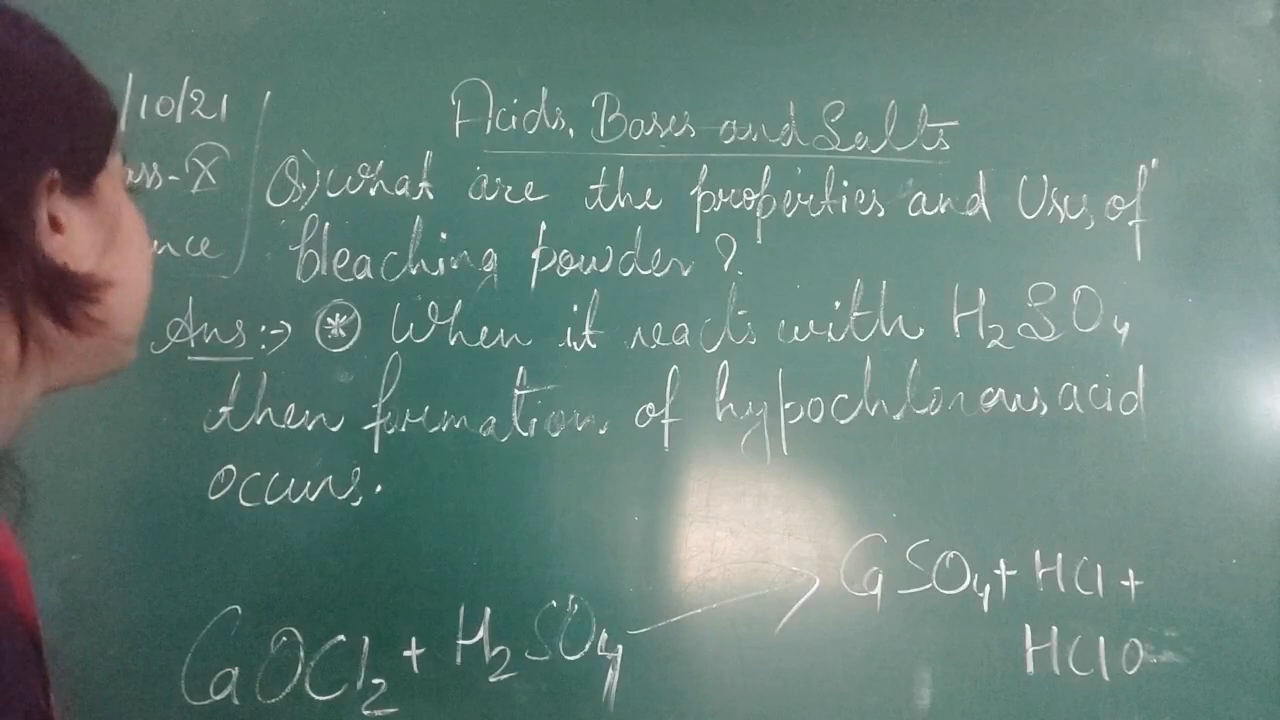 /10/21
Acids, Bases and Salts
ss-X
Q) What are the properties and Uses of
nce
bleaching powder?
Ans:-> * When it reacts with H₂SO₄
then formation of hypochlorous acid
occurs.
CaOCl₂ + H₂SO₄ → CaSO₄ + HCl +
HClO